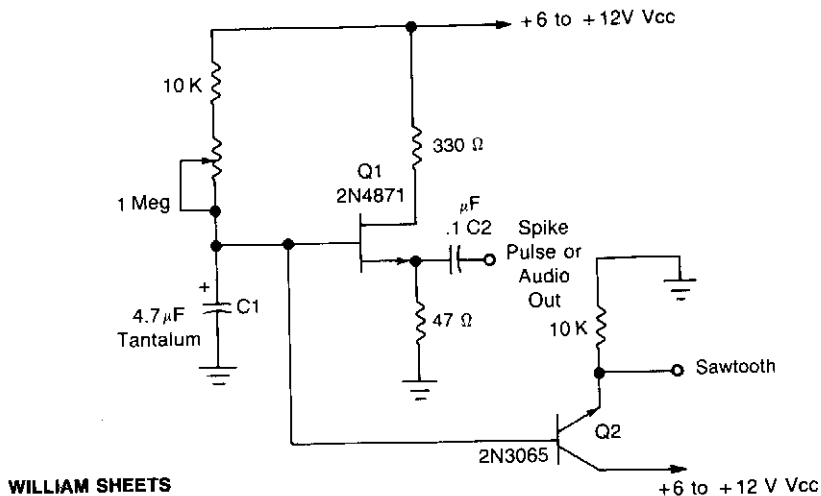 +6 to +12V Vcc
10 K
330 Ω
Q1
2N4871
1 Meg
μF
.1 C2
Spike
Pulse or
Audio
Out
+
C1
4.7μF
Tantalum
47 Ω
10 K
Sawtooth
Q2
2N3065
WILLIAM SHEETS
+6 to +12 V Vcc